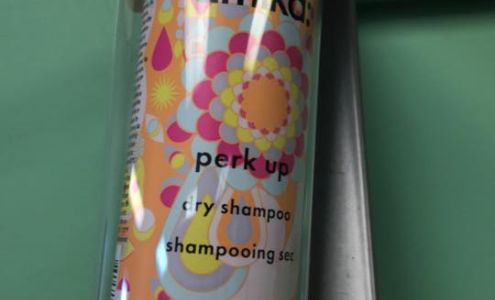 perk up
dry shampoo
shampooing sec